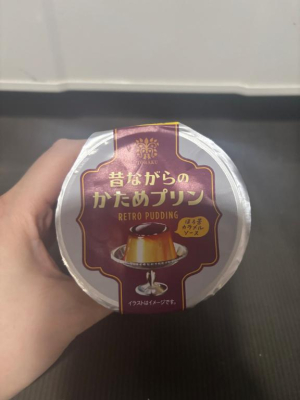 昔ながらの
かためプリン
RETRO PUDDING
ほろ苦
カラメル
ソース
イラストはイメージです。